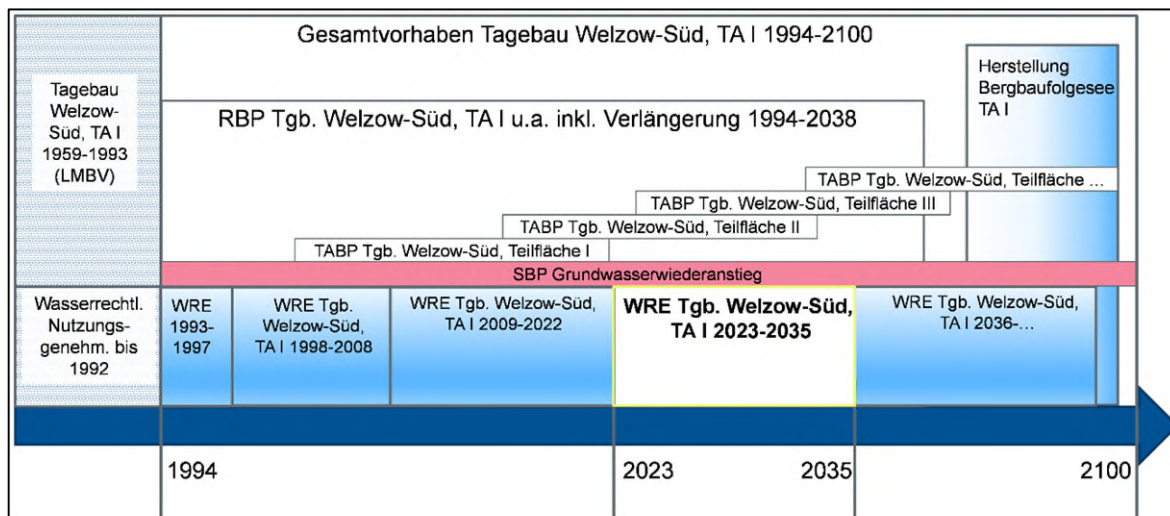 Gesamtvorhaben Tagebau Welzow-Süd, TA I 1994-2100
Tagebau
Welzow-
Süd, TA I
1959-1993
(LMBV)
RBP Tgb. Welzow-Süd, TA I u.a. inkl. Verlängerung 1994-2038
Herstellung
Bergbaufolgesee
TA I
TABP Tgb. Welzow-Süd, Teilfläche ...
TABP Tgb. Welzow-Süd, Teilfläche III
TABP Tgb. Welzow-Süd, Teilfläche II
TABP Tgb. Welzow-Süd, Teilfläche I
SBP Grundwasserwiederanstieg
Wasserrechtl.
Nutzungs-
genehm. bis
1992
WRE
1993-
1997
WRE Tgb.
Welzow-Süd,
TA I 1998-2008
WRE Tgb. Welzow-Süd,
TA I 2009-2022
WRE Tgb. Welzow-Süd,
TA I 2023-2035
WRE Tgb. Welzow-Süd,
TA I 2036-...
1994
2023
2035
2100